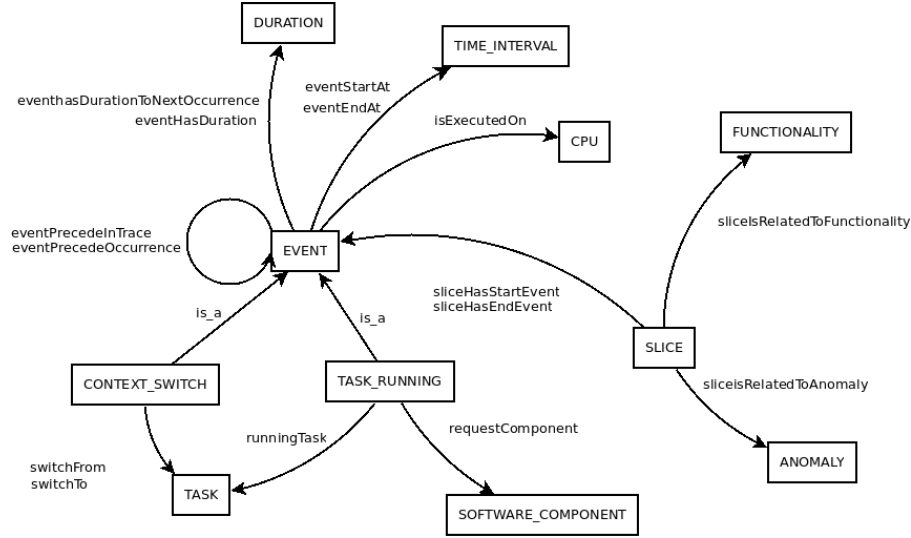 DURATION
TIME_INTERVAL
eventStartAt
eventEndAt
eventhasDurationToNextOccurrence
eventHasDuration
isExecutedOn
CPU
FUNCTIONALITY
sliceIsRelatedToFunctionality
eventPrecedeInTrace
eventPrecedeOccurrence
EVENT
sliceHasStartEvent
sliceHasEndEvent
is_a
is_a
SLICE
CONTEXT_SWITCH
TASK_RUNNING
sliceisRelatedToAnomaly
runningTask
requestComponent
switchFrom
switchTo
ANOMALY
TASK
SOFTWARE_COMPONENT